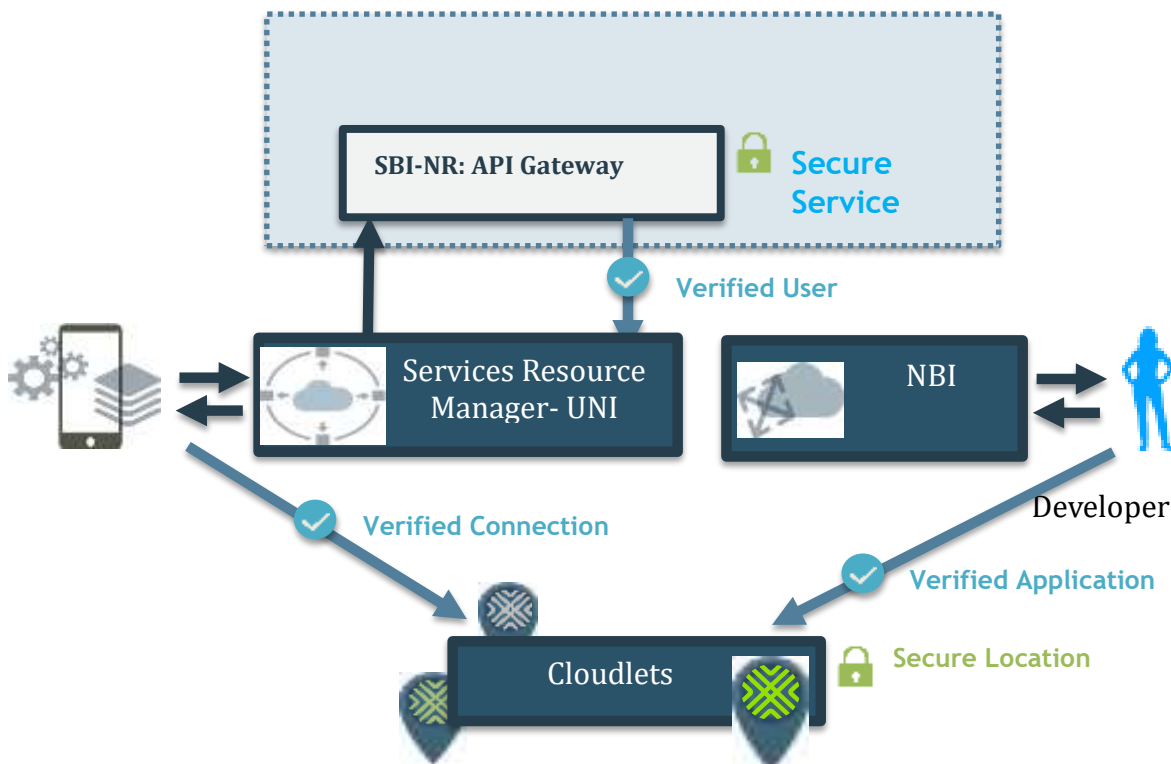 SBI-NR: API Gateway
Secure
Service
Verified User
Services Resource
Manager- UNI
NBI
Developer
Verified Connection
Verified Application
Cloudlets
Secure Location